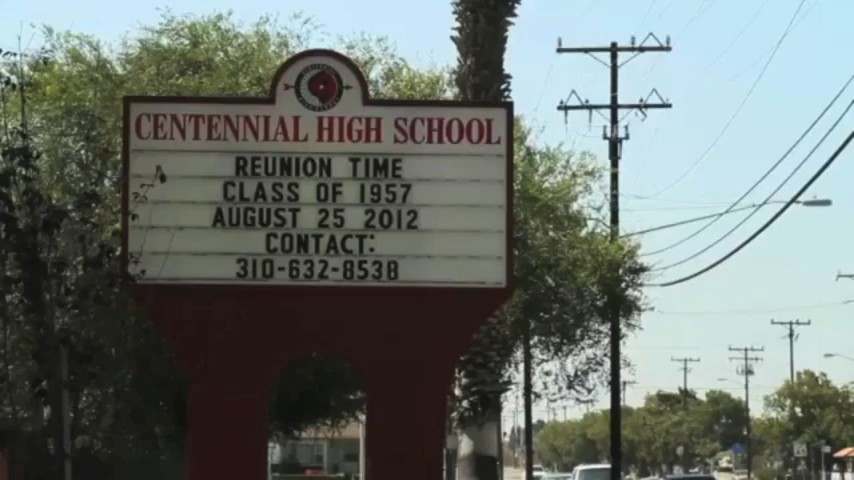 CENTENNIAL HIGH SCHOOL
REUNION TIME
CLASS OF 1957
AUGUST 25 2012
CONTACT:
310-632-8538